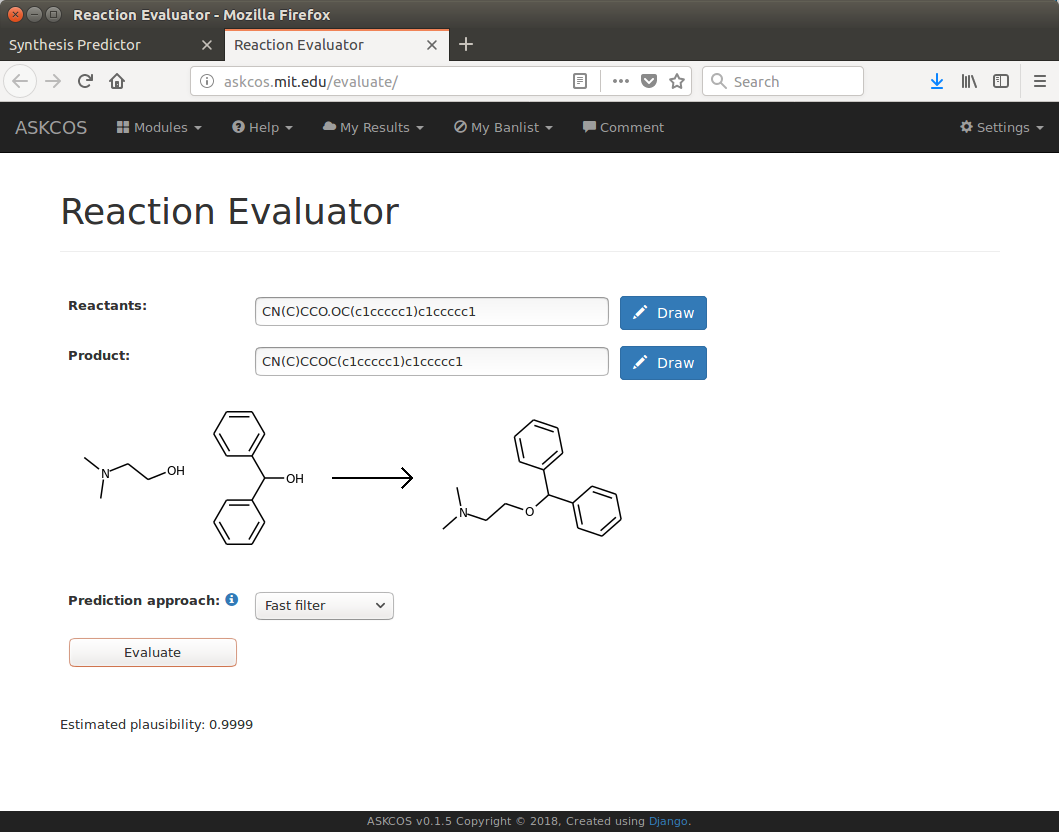 Reaction Evaluator - Mozilla Firefox
Synthesis Predictor
Reaction Evaluator
askcos.mit.edu/evaluate/
Search
ASKCOS Modules Help My Results My Banlist Comment Settings
Reaction Evaluator
Reactants: CN(C)CCO.OC(c1ccccc1)c1ccccc1 Draw
Product: CN(C)CCOC(c1ccccc1)c1ccccc1 Draw
N OH OH N O
Prediction approach: Fast filter
Evaluate
Estimated plausibility: 0.9999
ASKCOS v0.1.5 Copyright © 2018, Created using Django.